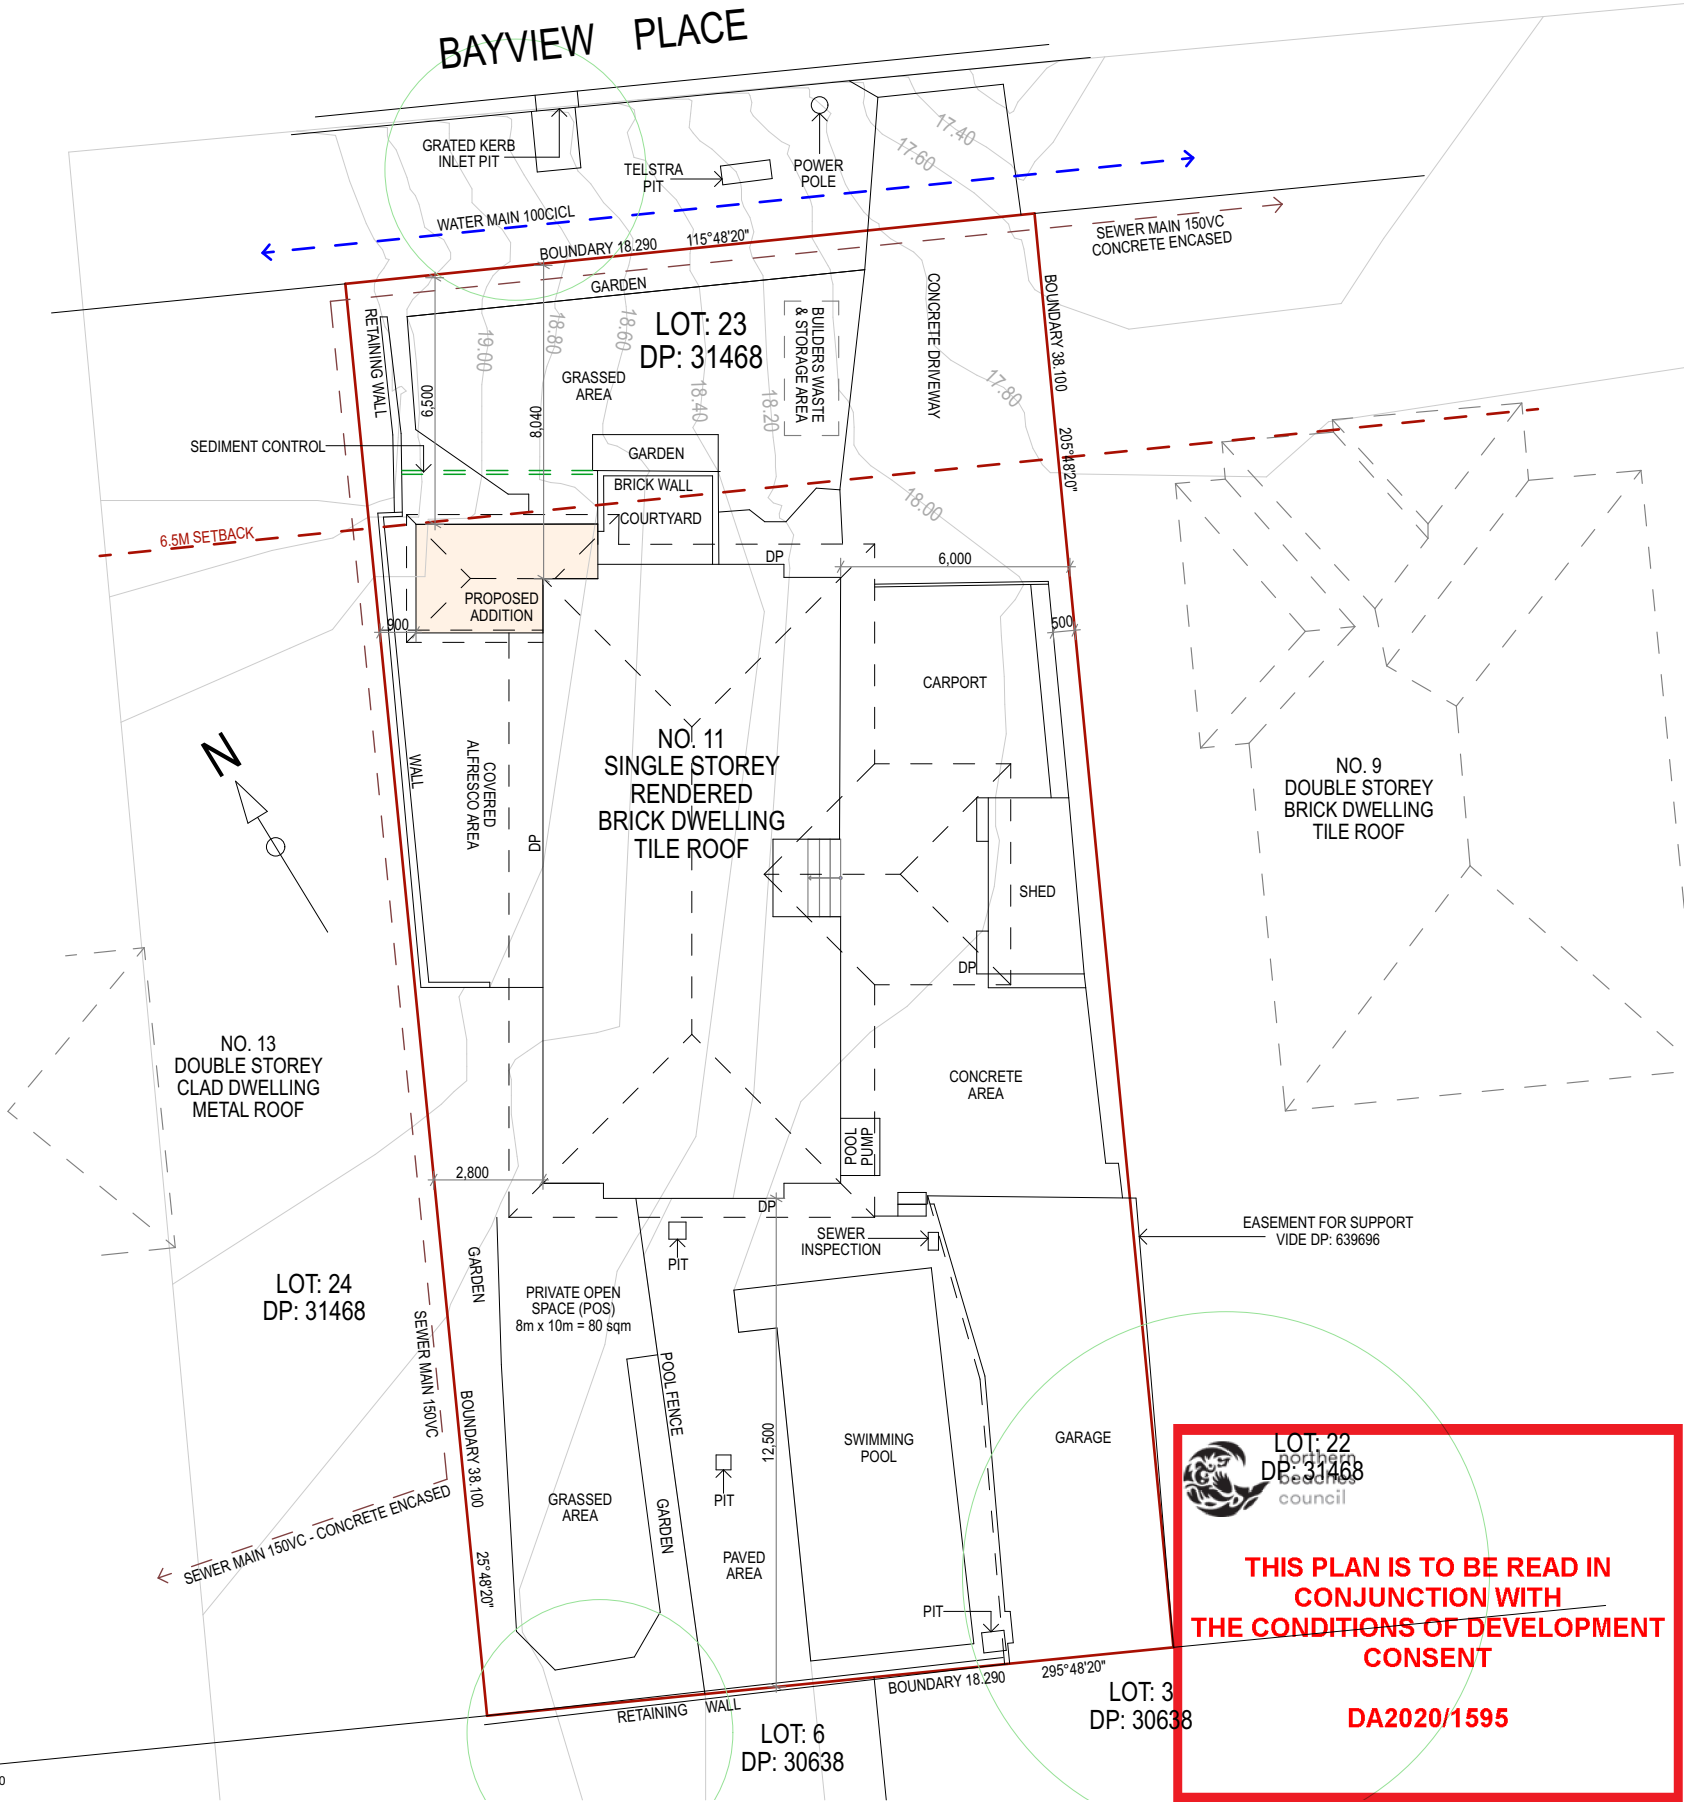 BAYVIEW PLACE
GRATED KERB
INLET PIT
TELSTRA
PIT
POWER
POLE
17.40
17.60
WATER MAIN 100CICL
BOUNDARY 18.290
115°48'20"
SEWER MAIN 150VC
CONCRETE ENCASED
GARDEN
RETAINING WALL
19.00
18.80
18.60
LOT: 23
DP: 31468
BUILDERS WASTE
& STORAGE AREA
CONCRETE DRIVEWAY
BOUNDARY 38.100
6,500
8,040
GRASSED
AREA
18.40
18.20
17.80
SEDIMENT CONTROL
GARDEN
205°48'20"
BRICK WALL
COURTYARD
18.00
6.5M SETBACK
DP
6,000
PROPOSED
ADDITION
900
500
CARPORT
N
WALL
COVERED
ALFRESCO AREA
DP
NO. 11
SINGLE STOREY
RENDERED
BRICK DWELLING
TILE ROOF
NO. 9
DOUBLE STOREY
BRICK DWELLING
TILE ROOF
SHED
DP
NO. 13
DOUBLE STOREY
CLAD DWELLING
METAL ROOF
CONCRETE
AREA
POOL
PUMP
2,800
DP
SEWER
INSPECTION
EASEMENT FOR SUPPORT
VIDE DP: 639696
PIT
GARDEN
LOT: 24
DP: 31468
PRIVATE OPEN
SPACE (POS)
8m x 10m = 80 sqm
SEWER MAIN 150VC
POOL FENCE
BOUNDARY 38.100
12,500
SWIMMING
POOL
GARAGE
LOT: 22
DP: 31468
northern
beaches
council
PIT
GRASSED
AREA
GARDEN
SEWER MAIN 150VC - CONCRETE ENCASED
PAVED
AREA
25°48'20"
THIS PLAN IS TO BE READ IN
CONJUNCTION WITH
THE CONDITIONS OF DEVELOPMENT
CONSENT
PIT
BOUNDARY 18.290
295°48'20"
RETAINING WALL
LOT: 3
DP: 30638
DA2020/1595
LOT: 6
DP: 30638
0